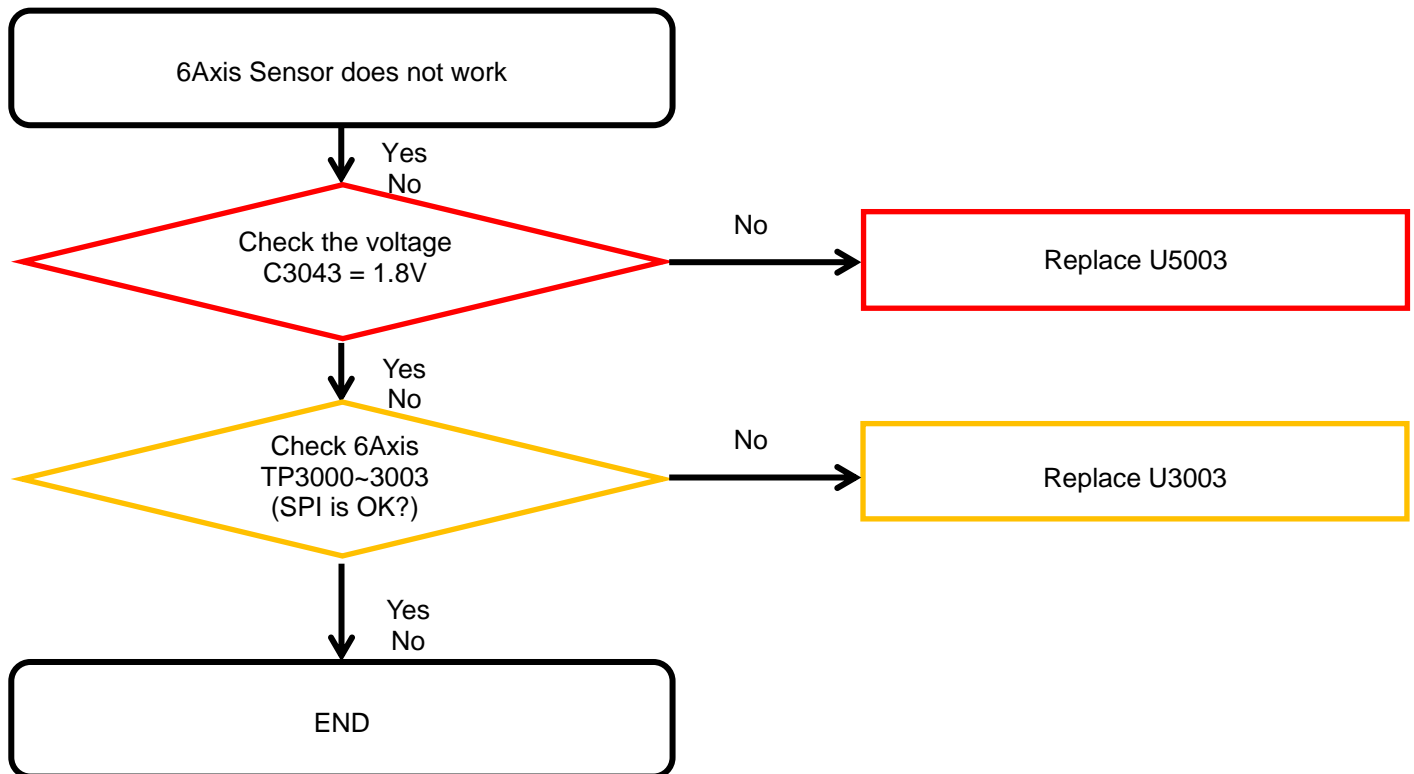 6Axis Sensor does not work
Yes
No
Check the voltage
C3043 = 1.8V
No
Replace U5003
Yes
No
Check 6Axis
TP3000~3003
(SPI is OK?)
No
Replace U3003
Yes
No
END